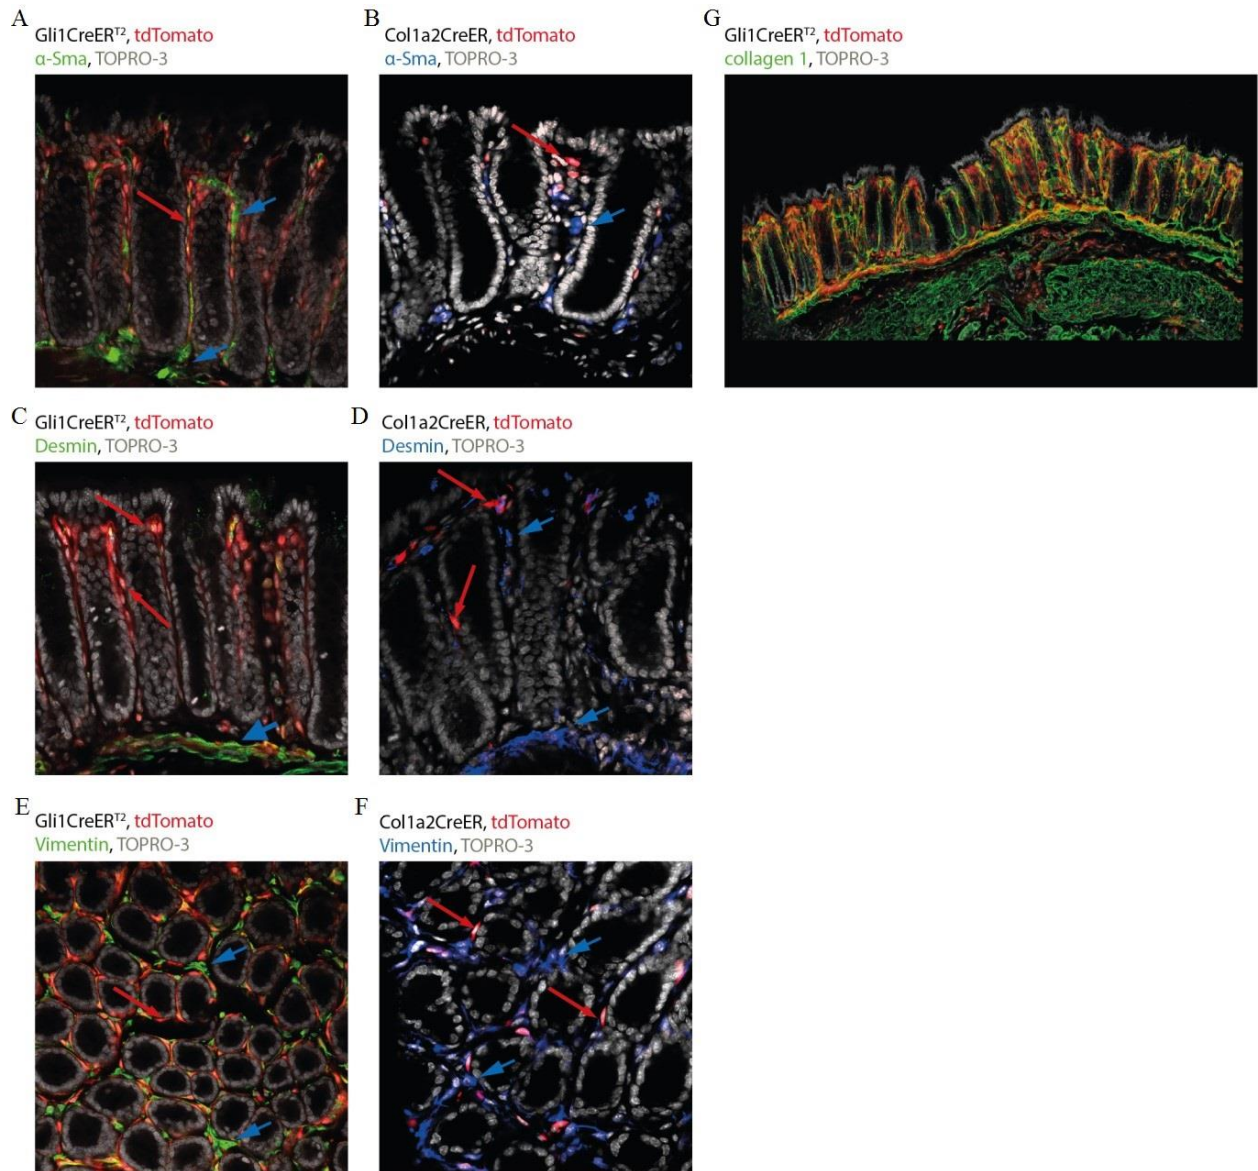 A
Gli1CreERᵀ², tdTomato
α-Sma, TOPRO-3
B
Col1a2CreER, tdTomato
α-Sma, TOPRO-3
G
Gli1CreERᵀ², tdTomato
collagen 1, TOPRO-3
C
Gli1CreERᵀ², tdTomato
Desmin, TOPRO-3
D
Col1a2CreER, tdTomato
Desmin, TOPRO-3
E
Gli1CreERᵀ², tdTomato
Vimentin, TOPRO-3
F
Col1a2CreER, tdTomato
Vimentin, TOPRO-3